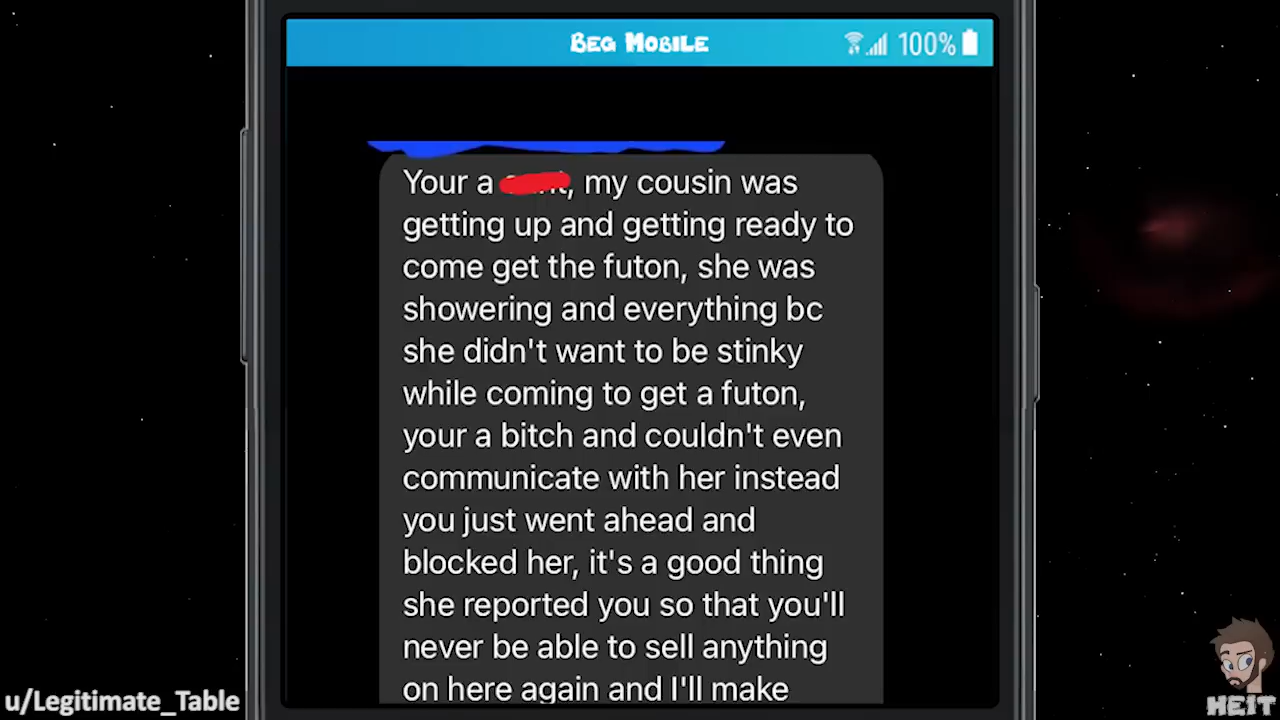 BEG MOBILE
100%
Your a , my cousin was
getting up and getting ready to
come get the futon, she was
showering and everything bc
she didn't want to be stinky
while coming to get a futon,
your a bitch and couldn't even
communicate with her instead
you just went ahead and
blocked her, it's a good thing
she reported you so that you'll
never be able to sell anything
on here again and I'll make
u/Legitimate_Table
HEIT